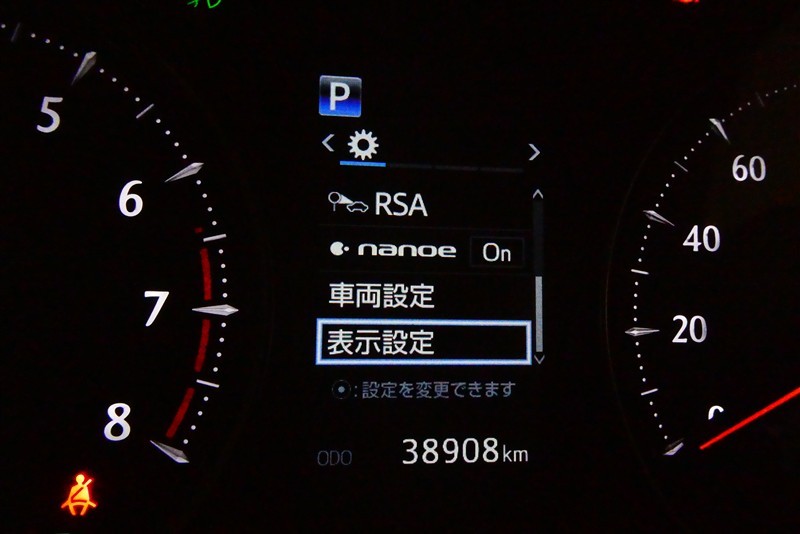 P
RSA
nanoe On
車両設定
表示設定
:設定を変更できます
ODO 38908km
5
6
7
8
60
40
20
0